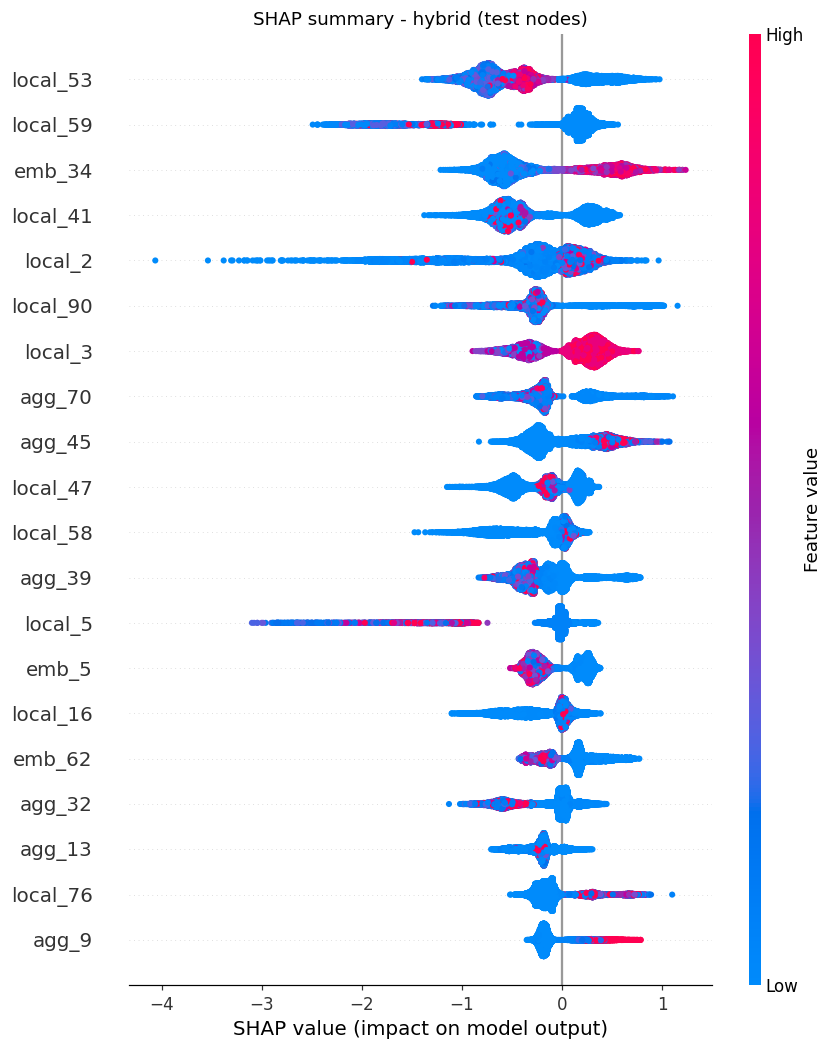 SHAP summary - hybrid (test nodes)
High
local_53
local_59
emb_34
local_41
local_2
local_90
local_3
agg_70
agg_45
local_47
local_58
agg_39
local_5
emb_5
local_16
emb_62
agg_32
agg_13
local_76
agg_9
Feature value
Low
−4 −3 −2 −1 0 1
SHAP value (impact on model output)